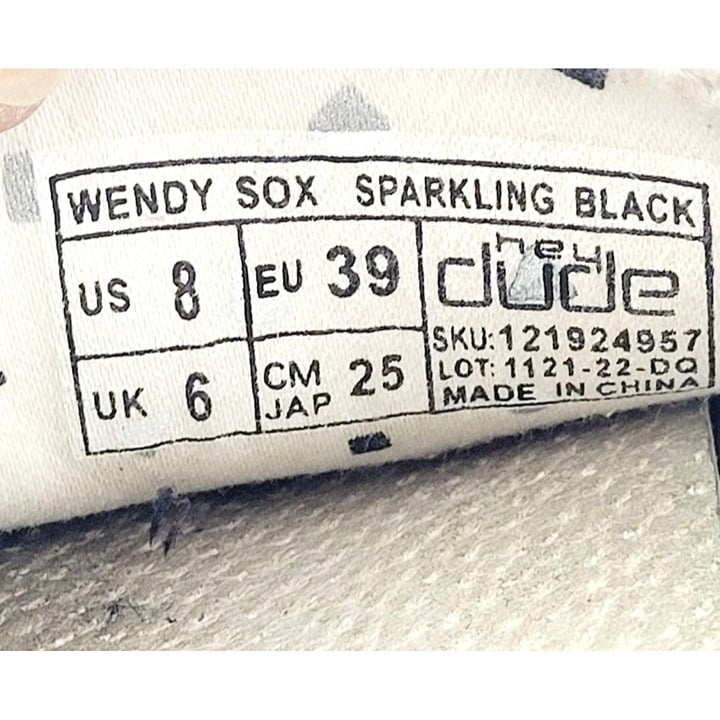 WENDY SOX SPARKLING BLACK
US 8
EU 39
UK 6
CM JAP 25
hey
dude
SKU:121924957
LOT: 1121-22-DQ
MADE IN CHINA